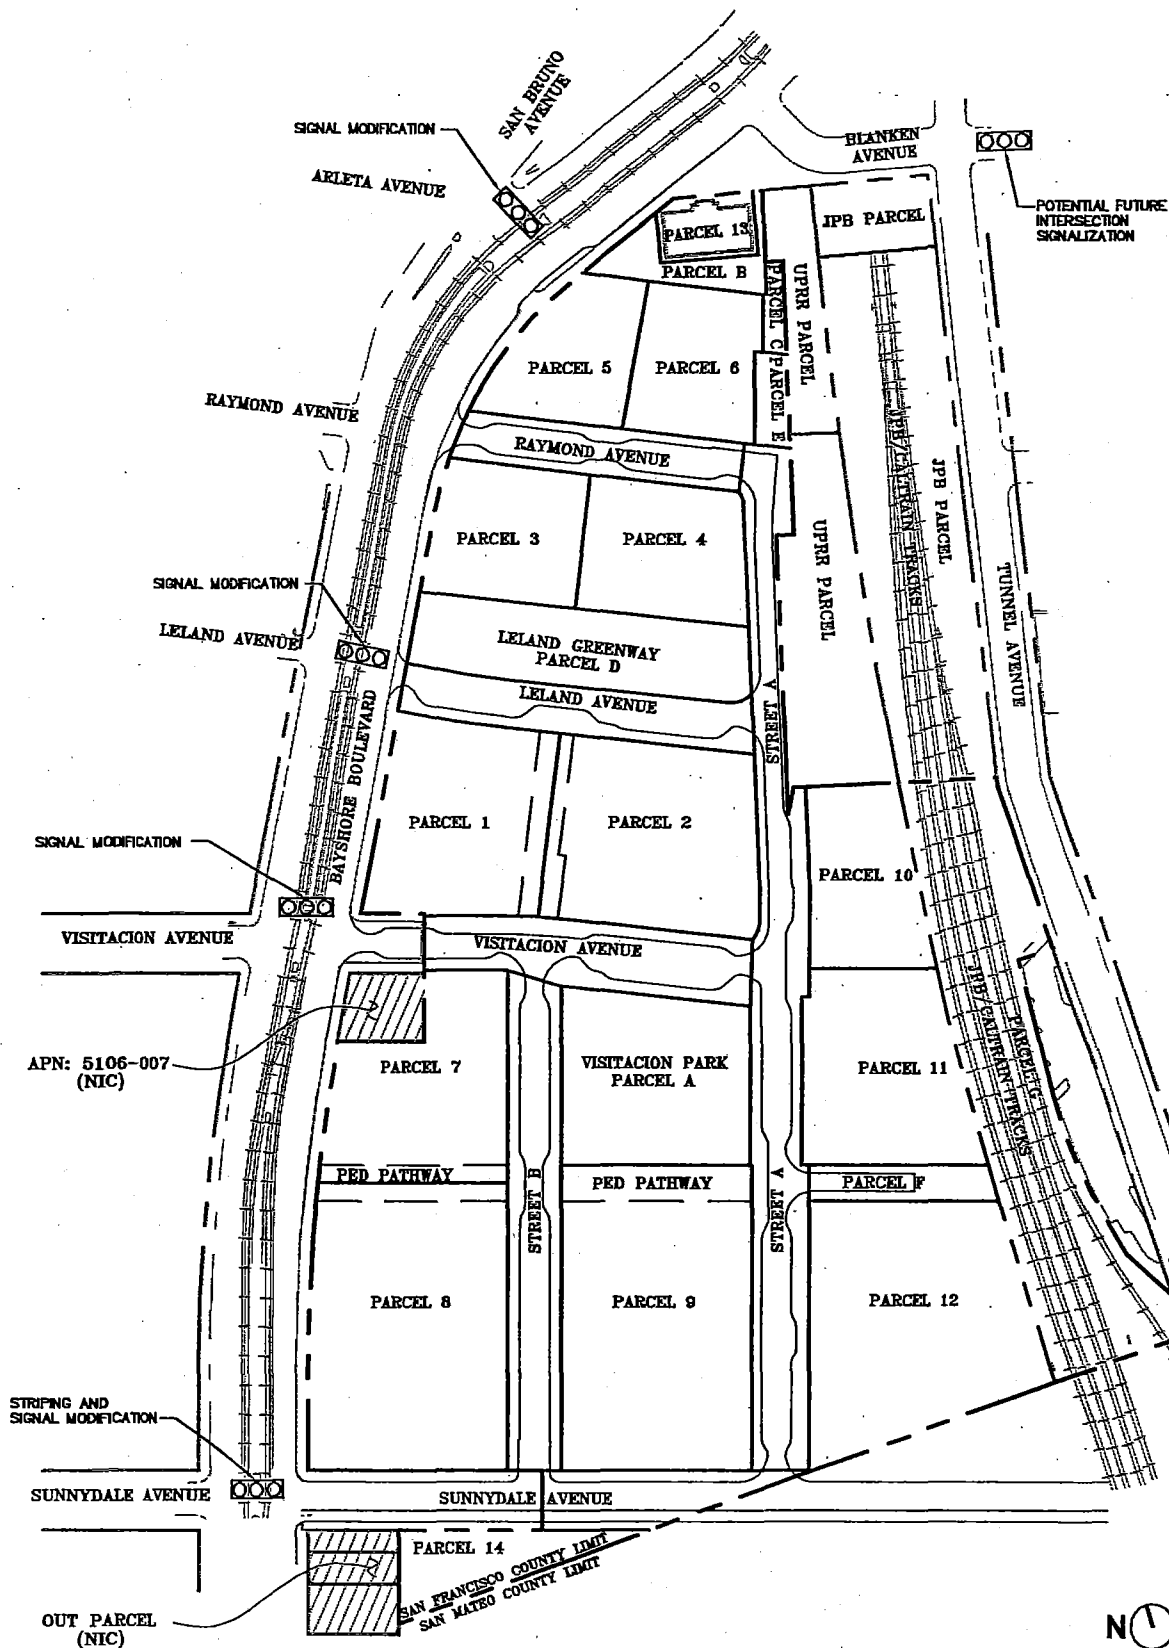 SAN BRUNO
AVENUE
SIGNAL MODIFICATION
ARLETA AVENUE
BLANKEN
AVENUE
POTENTIAL FUTURE
INTERSECTION
SIGNALIZATION
JPB PARCEL
PARCEL 13
PARCEL B
PARCEL C/PARCEL E
UPRR PARCEL
PARCEL 5
PARCEL 6
RAYMOND AVENUE
RAYMOND AVENUE
JPB/CALTRAIN TRACKS
JPB PARCEL
PARCEL 3
PARCEL 4
UPRR PARCEL
SIGNAL MODIFICATION
LELAND AVENUE
TUNNEL AVENUE
LELAND GREENWAY
PARCEL D
LELAND AVENUE
STREET A
BAYSHORE BOULEVARD
PARCEL 1
PARCEL 2
SIGNAL MODIFICATION
PARCEL 10
VISITACION AVENUE
VISITACION AVENUE
APN: 5106-007
(NIC)
PARCEL 7
VISITACION PARK
PARCEL A
PARCEL 11
JPB/CALTRAIN TRACKS
PARCEL G
PED PATHWAY
STREET B
PED PATHWAY
STREET A
PARCEL F
PARCEL 8
PARCEL 9
PARCEL 12
STRIPING AND
SIGNAL MODIFICATION
SUNNYDALE AVENUE
SUNNYDALE AVENUE
PARCEL 14
SAN FRANCISCO COUNTY LIMIT
SAN MATEO COUNTY LIMIT
OUT PARCEL
(NIC)
N